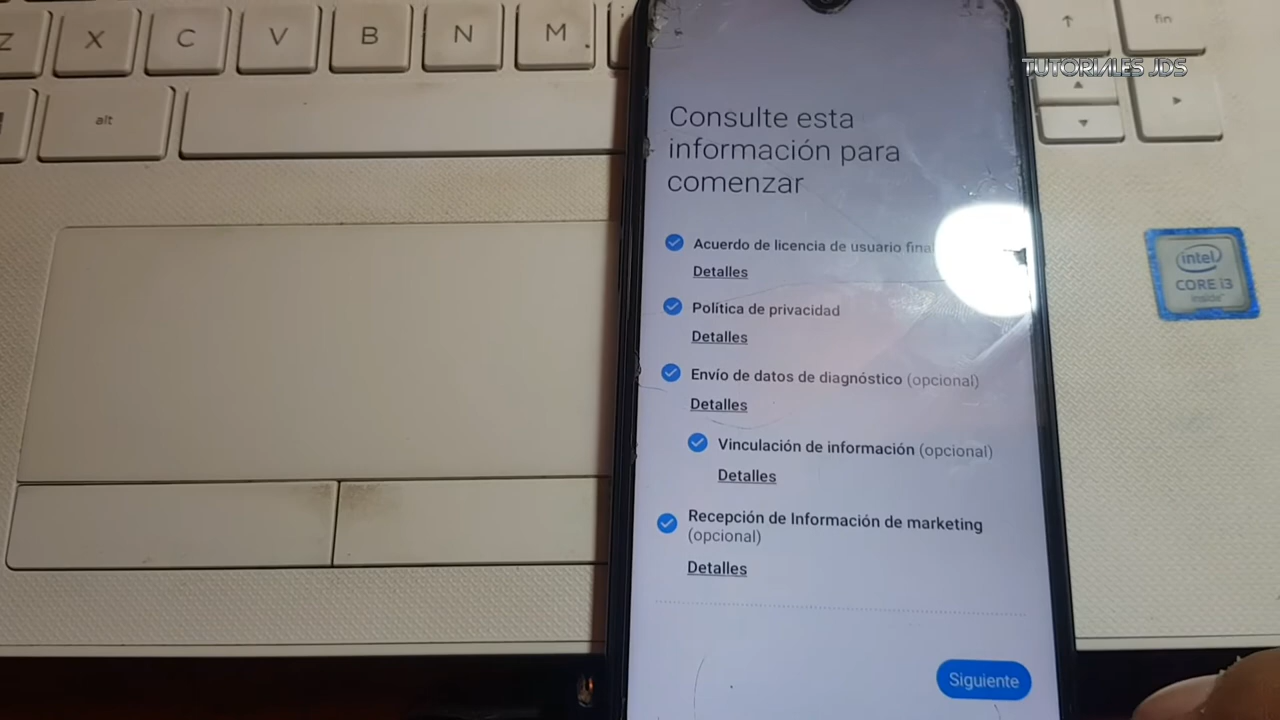 Z X C V B N M .
↑
fin
alt
TUTORIALES JDS
Consulte esta
información para
comenzar
Acuerdo de licencia de usuario fina
Detalles
Política de privacidad
Detalles
Envío de datos de diagnóstico (opcional)
Detalles
Vinculación de información (opcional)
Detalles
Recepción de Información de marketing
(opcional)
Detalles
Siguiente
intel
CORE i3
inside